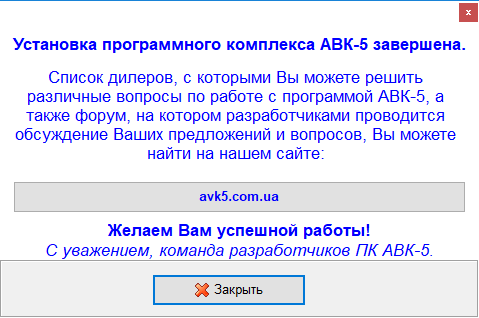 Установка программного комплекса АВК-5 завершена.
Список дилеров, с которыми Вы можете решить
различные вопросы по работе с программой АВК-5, а
также форум, на котором разработчиками проводится
обсуждение Ваших предложений и вопросов, Вы можете
найти на нашем сайте:
avk5.com.ua
Желаем Вам успешной работы!
С уважением, команда разработчиков ПК АВК-5.
Закрыть